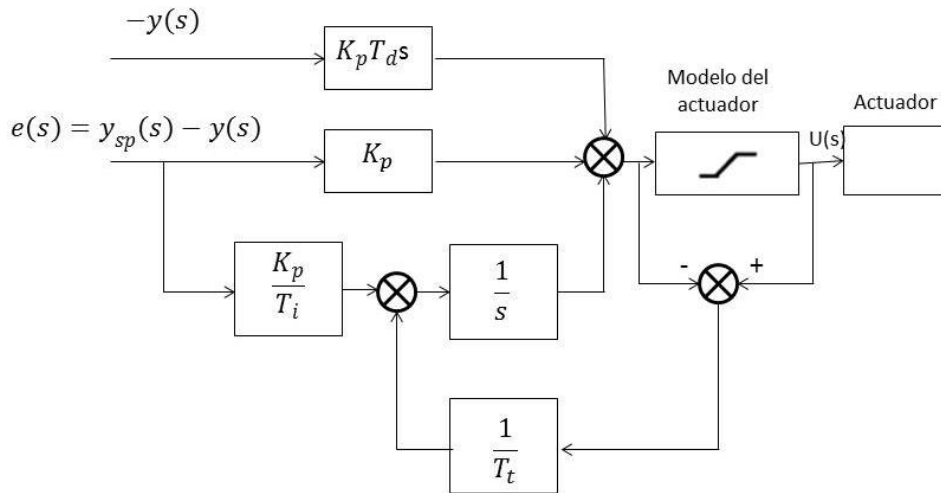 −y(s)
K_pT_ds
Modelo del
actuador
Actuador
e(s) = y_sp(s) − y(s)
K_p
U(s)
K_p
T_i
1
s
-
+
1
T_t